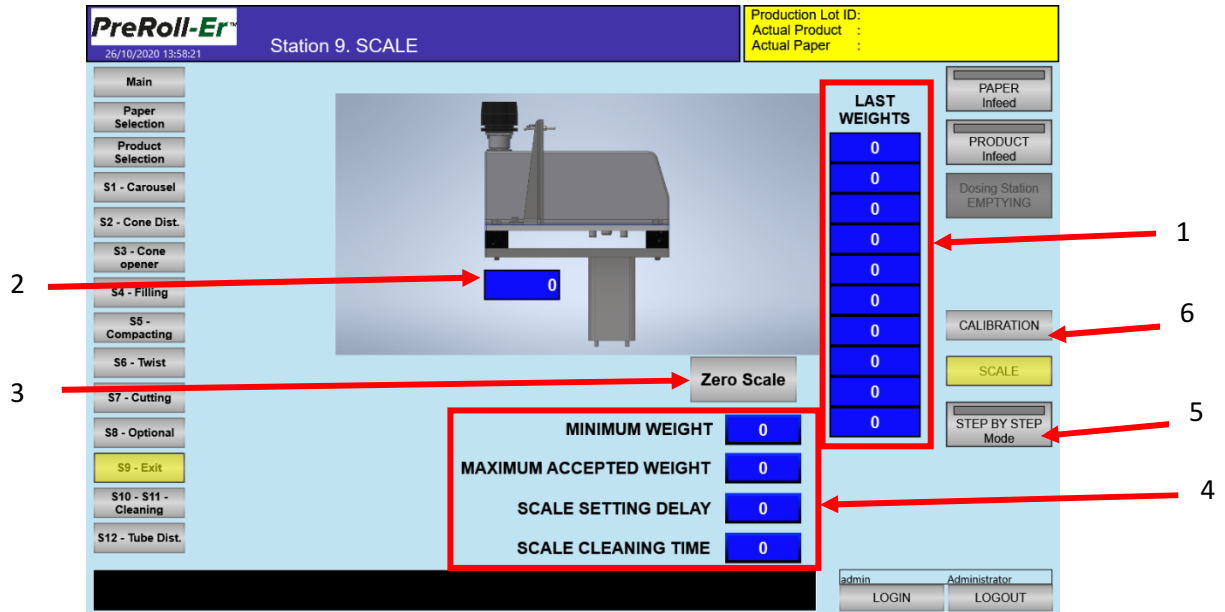 PreRoll-Er™
26/10/2020 13:58:21
Station 9. SCALE
Production Lot ID:
Actual Product :
Actual Paper :
Main
Paper
Selection
Product
Selection
S1 - Carousel
S2 - Cone Dist.
S3 - Cone
opener
S4 - Filling
S5 -
Compacting
S6 - Twist
S7 - Cutting
S8 - Optional
S9 - Exit
S10 - S11 -
Cleaning
S12 - Tube Dist.
2
3
0
Zero Scale
MINIMUM WEIGHT 0
MAXIMUM ACCEPTED WEIGHT 0
SCALE SETTING DELAY 0
SCALE CLEANING TIME 0
LAST
WEIGHTS
0
0
0
0
0
0
0
0
0
0
PAPER
Infeed
PRODUCT
Infeed
Dosing Station
EMPTYING
CALIBRATION
SCALE
STEP BY STEP
Mode
1
6
5
4
admin Administrator
LOGIN LOGOUT